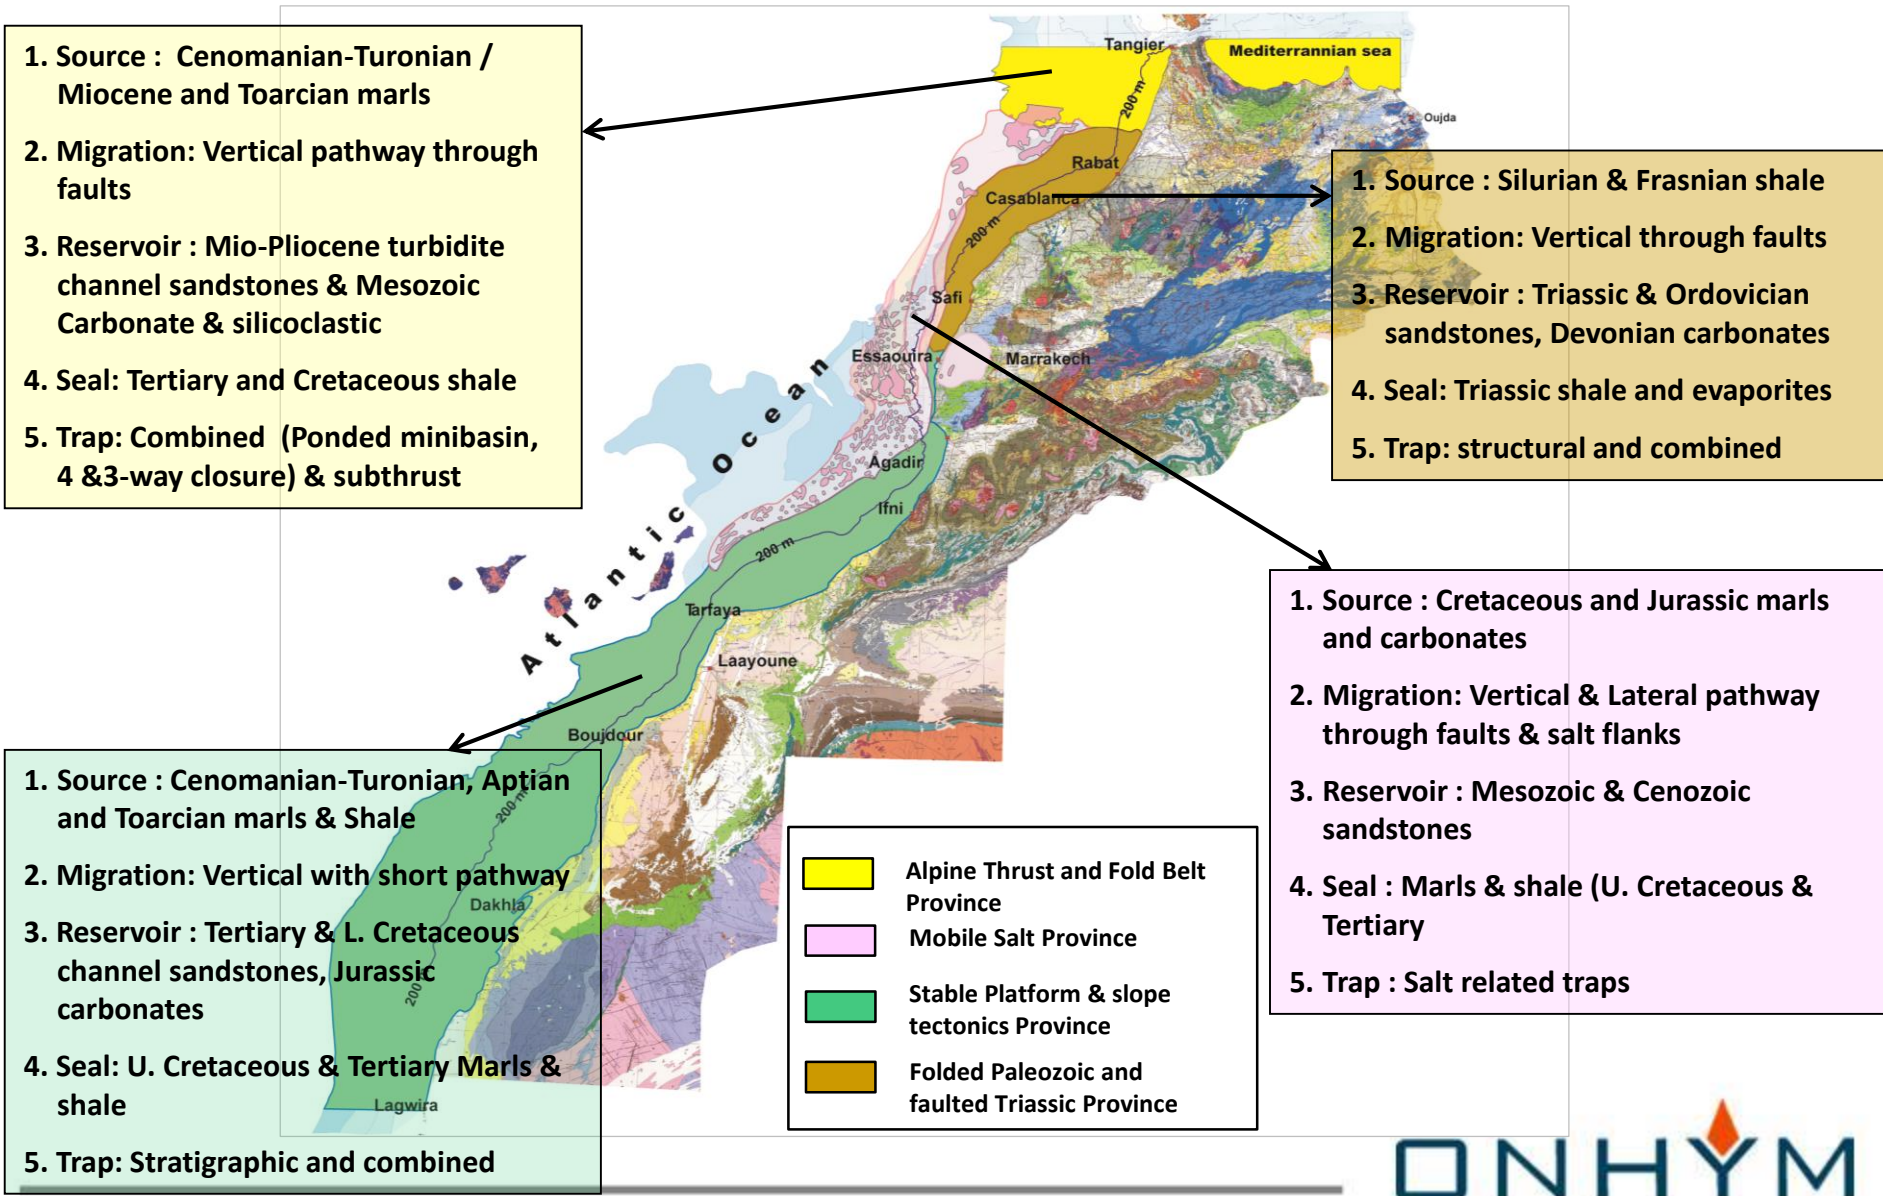 1. Source :  Cenomanian-Turonian /
Miocene and Toarcian marls
2. Migration: Vertical pathway through
faults
3. Reservoir : Mio-Pliocene turbidite
channel sandstones & Mesozoic
Carbonate & silicoclastic
4. Seal: Tertiary and Cretaceous shale
5. Trap: Combined  (Ponded minibasin,
4 &3-way closure) & subthrust
Tangier
Mediterrannian sea
200 m
Oujda
Rabat
Casablanca
200 m
Safi
Essaouira
Marrakech
Agadir
Ifni
200 m
Tarfaya
Laayoune
Boujdour
200 m
Dakhla
200 m
Lagwira
Atlantic Ocean
1. Source : Silurian & Frasnian shale
2. Migration: Vertical through faults
3. Reservoir : Triassic & Ordovician
sandstones, Devonian carbonates
4. Seal: Triassic shale and evaporites
5. Trap: structural and combined
1. Source : Cretaceous and Jurassic marls
and carbonates
2. Migration: Vertical & Lateral pathway
through faults & salt flanks
3. Reservoir : Mesozoic & Cenozoic
sandstones
4. Seal : Marls & shale (U. Cretaceous &
Tertiary
5. Trap : Salt related traps
1. Source : Cenomanian-Turonian, Aptian
and Toarcian marls & Shale
2. Migration: Vertical with short pathway
3. Reservoir : Tertiary & L. Cretaceous
channel sandstones, Jurassic
carbonates
4. Seal: U. Cretaceous & Tertiary Marls &
shale
5. Trap: Stratigraphic and combined
Alpine Thrust and Fold Belt
Province
Mobile Salt Province
Stable Platform & slope
tectonics Province
Folded Paleozoic and
faulted Triassic Province
ONHYM